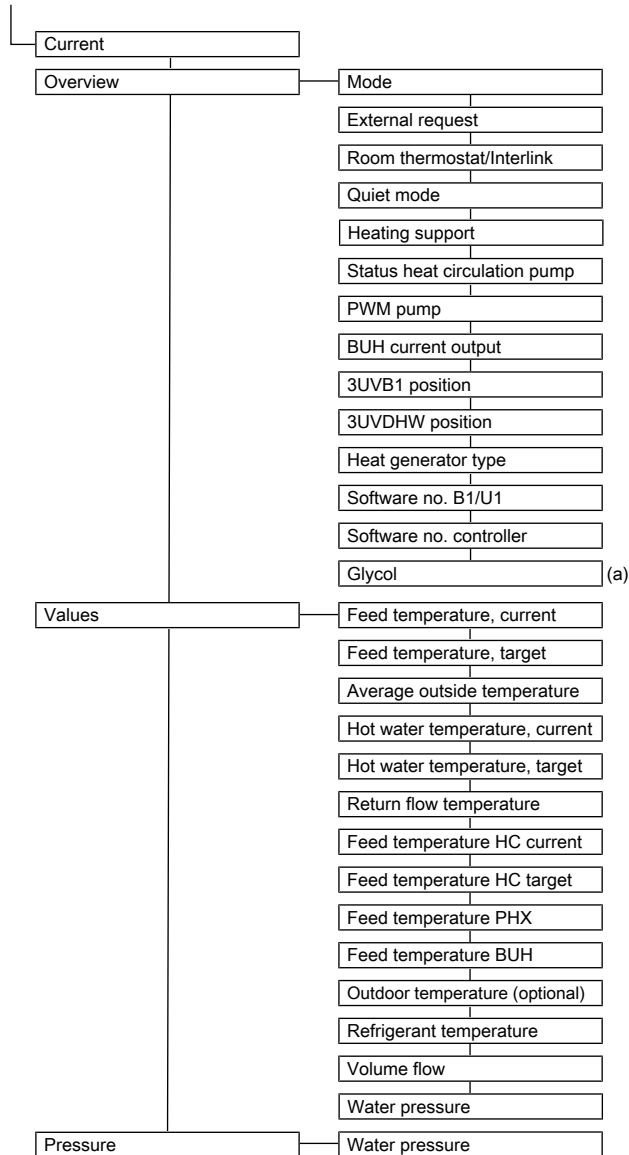 Current
Overview
Mode
External request
Room thermostat/Interlink
Quiet mode
Heating support
Status heat circulation pump
PWM pump
BUH current output
3UVB1 position
3UVDHW position
Heat generator type
Software no. B1/U1
Software no. controller
Glycol (a)
Values
Feed temperature, current
Feed temperature, target
Average outside temperature
Hot water temperature, current
Hot water temperature, target
Return flow temperature
Feed temperature HC current
Feed temperature HC target
Feed temperature PHX
Feed temperature BUH
Outdoor temperature (optional)
Refrigerant temperature
Volume flow
Water pressure
Pressure
Water pressure